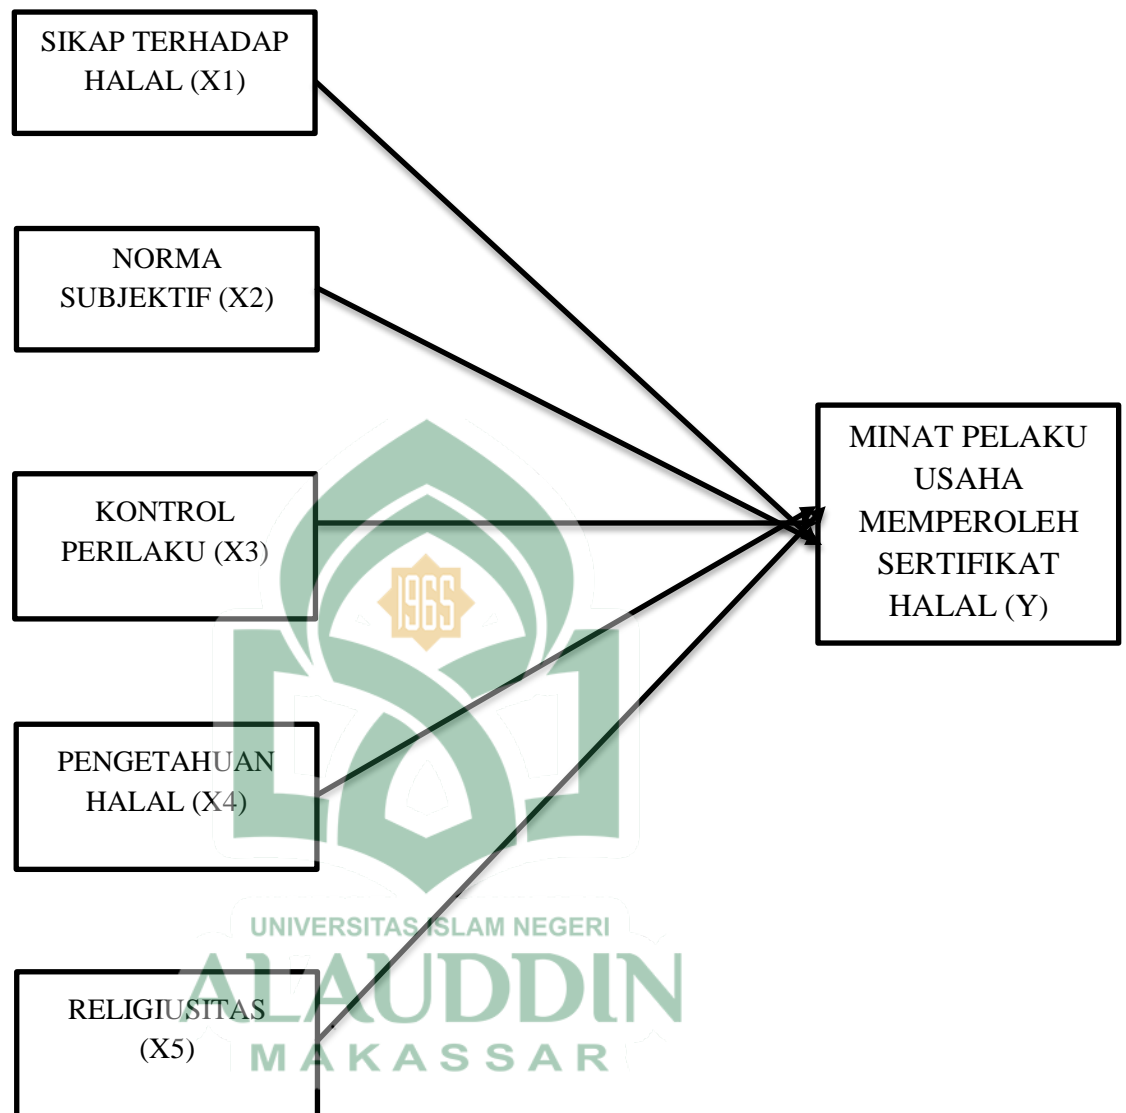 SIKAP TERHADAP
HALAL (X1)
NORMA
SUBJEKTIF (X2)
KONTROL
PERILAKU (X3)
PENGETAHUAN
HALAL (X4)
RELIGIUSITAS
(X5)
MINAT PELAKU
USAHA
MEMPEROLEH
SERTIFIKAT
HALAL (Y)
1965
UNIVERSITAS ISLAM NEGERI
ALAUDDIN
MAKASSAR